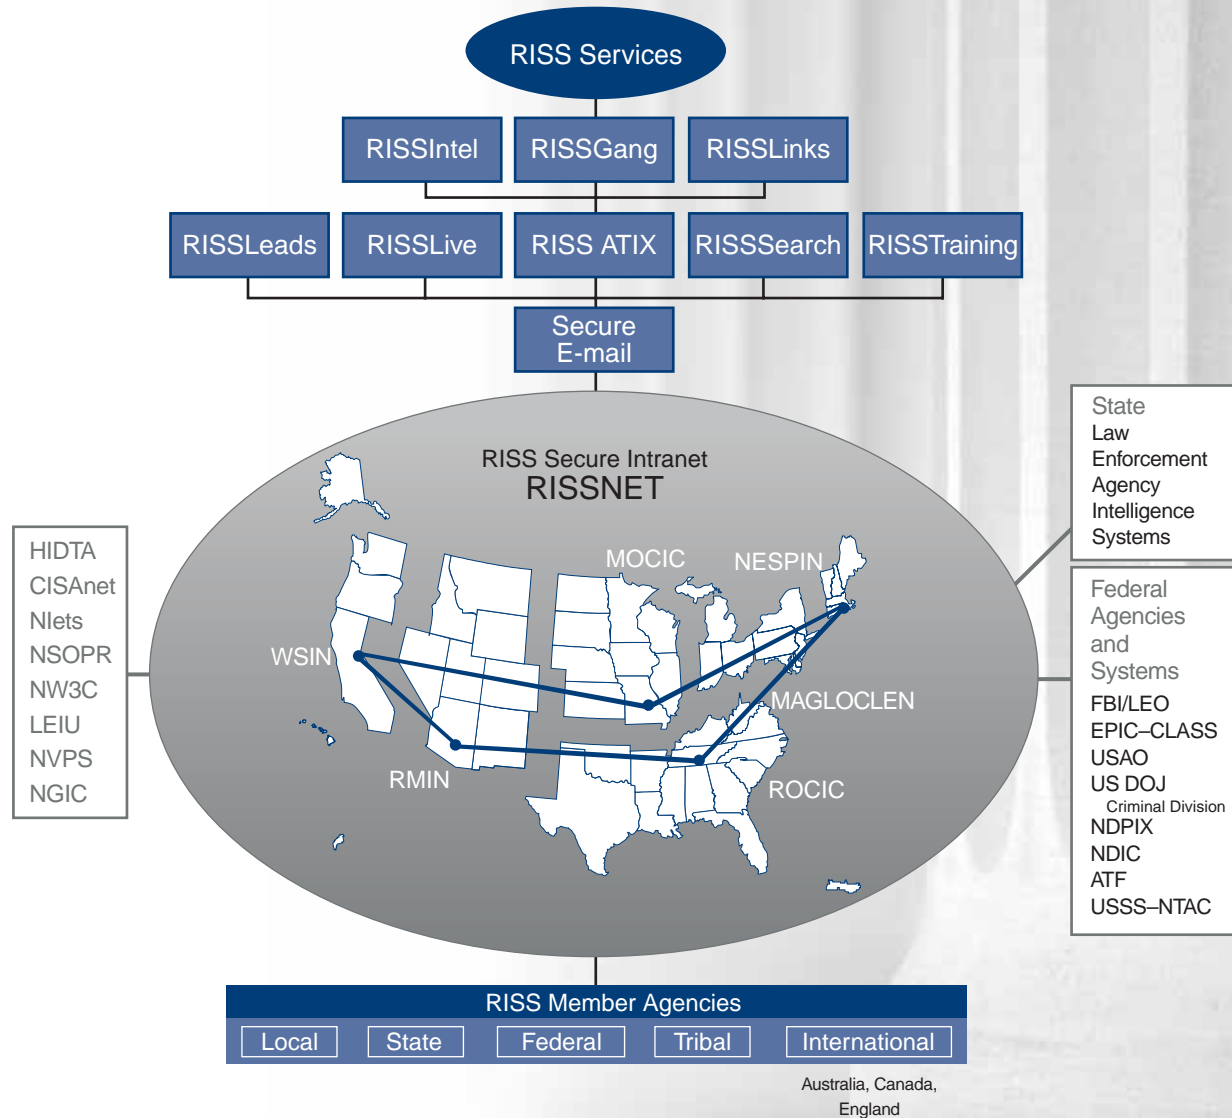 RISS Services
RISSIntel
RISSGang
RISSLinks
RISSLeads
RISSLive
RISS ATIX
RISSSearch
RISSTraining
Secure
E-mail
RISS Secure Intranet
RISSNET
MOCIC
NESPIN
WSIN
MAGLOCLEN
RMIN
ROCIC
HIDTA
CISAnet
Nlets
NSOPR
NW3C
LEIU
NVPS
NGIC
State
Law
Enforcement
Agency
Intelligence
Systems
Federal
Agencies
and
Systems
FBI/LEO
EPIC–CLASS
USAO
US DOJ
Criminal Division
NDPIX
NDIC
ATF
USSS–NTAC
RISS Member Agencies
Local
State
Federal
Tribal
International
Australia, Canada,
England